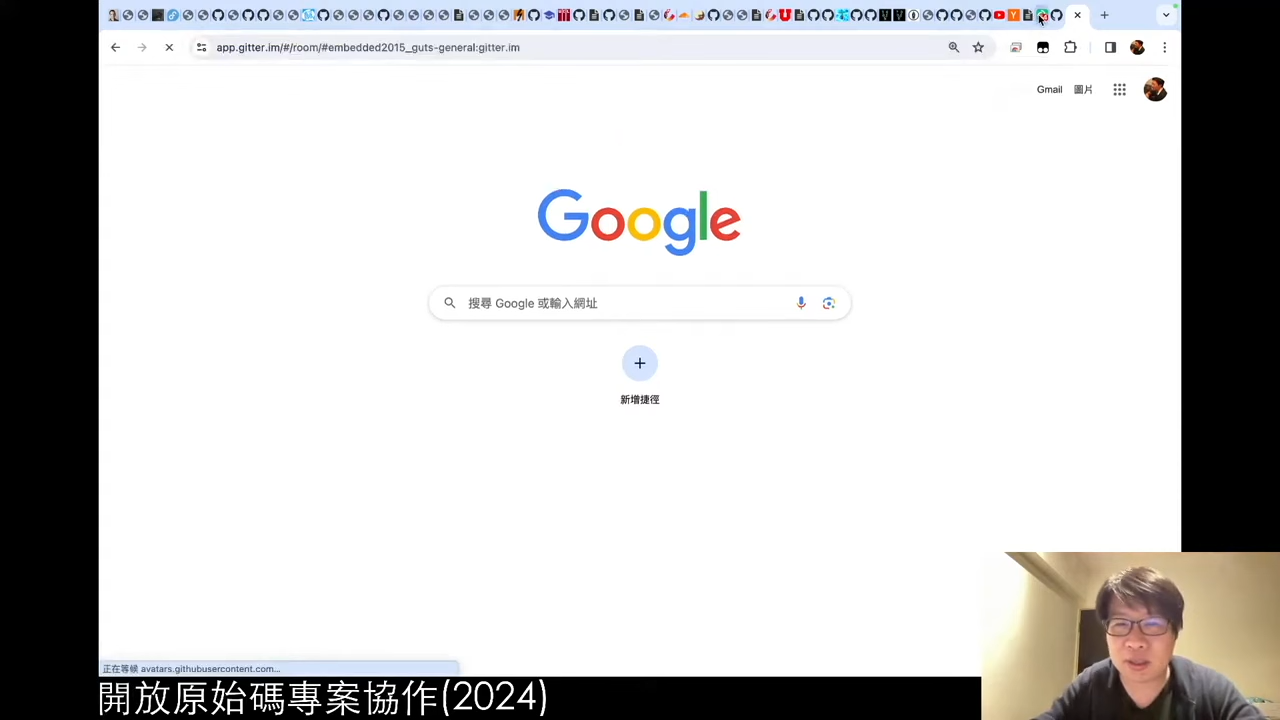 app.gitter.im/#/room/#embedded2015_guts-general:gitter.im
Gmail 圖片
Google
搜尋 Google 或輸入網址
新增捷徑
正在等候 avatars.githubusercontent.com...
開放原始碼專案協作(2024)